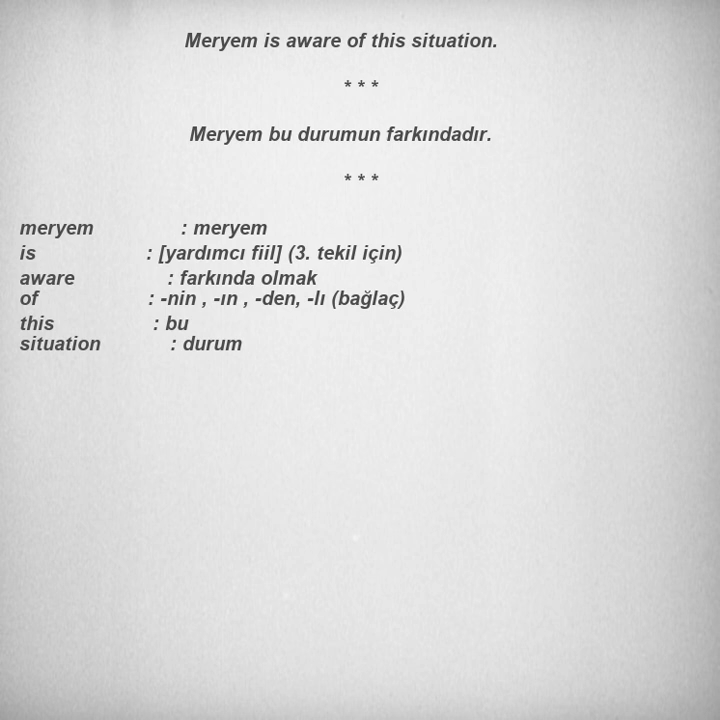 Meryem is aware of this situation.
* * *
Meryem bu durumun farkındadır.
* * *
meryem : meryem
is : [yardımcı fiil] (3. tekil için)
aware : farkında olmak
of : -nin , -ın , -den, -lı (bağlaç)
this : bu
situation : durum